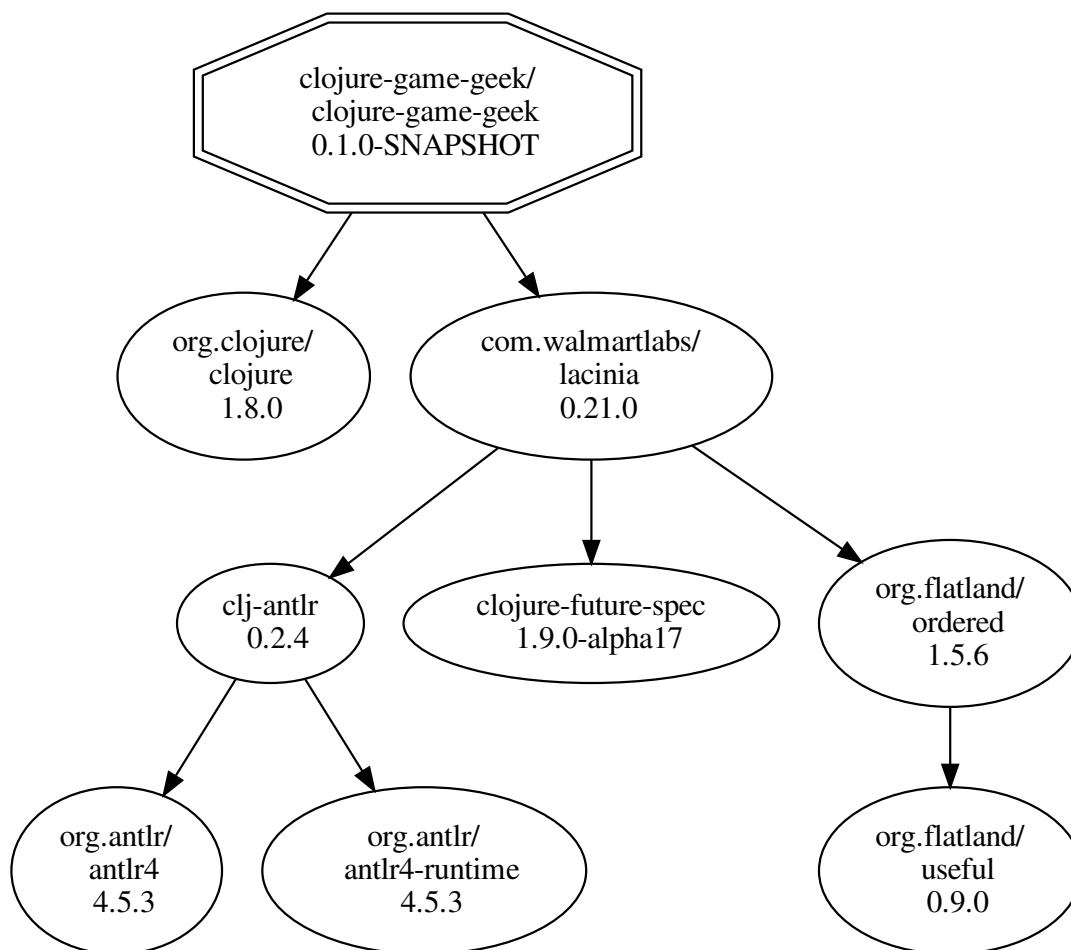 clojure-game-geek/
clojure-game-geek
0.1.0-SNAPSHOT
org.clojure/
clojure
1.8.0
com.walmartlabs/
lacinia
0.21.0
clj-antlr
0.2.4
clojure-future-spec
1.9.0-alpha17
org.flatland/
ordered
1.5.6
org.antlr/
antlr4
4.5.3
org.antlr/
antlr4-runtime
4.5.3
org.flatland/
useful
0.9.0